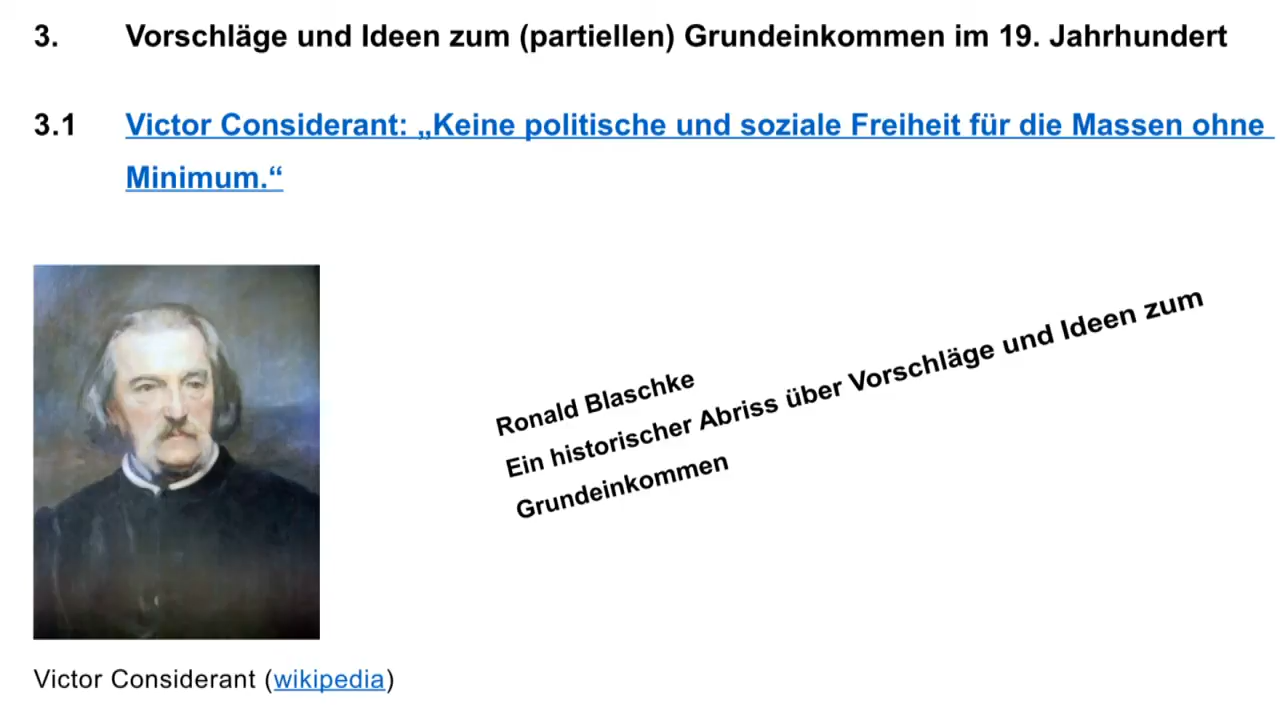 3. Vorschläge und Ideen zum (partiellen) Grundeinkommen im 19. Jahrhundert
3.1 Victor Considerant: „Keine politische und soziale Freiheit für die Massen ohne
Minimum.“
Ronald Blaschke
Ein historischer Abriss über Vorschläge und Ideen zum
Grundeinkommen
Victor Considerant (wikipedia)